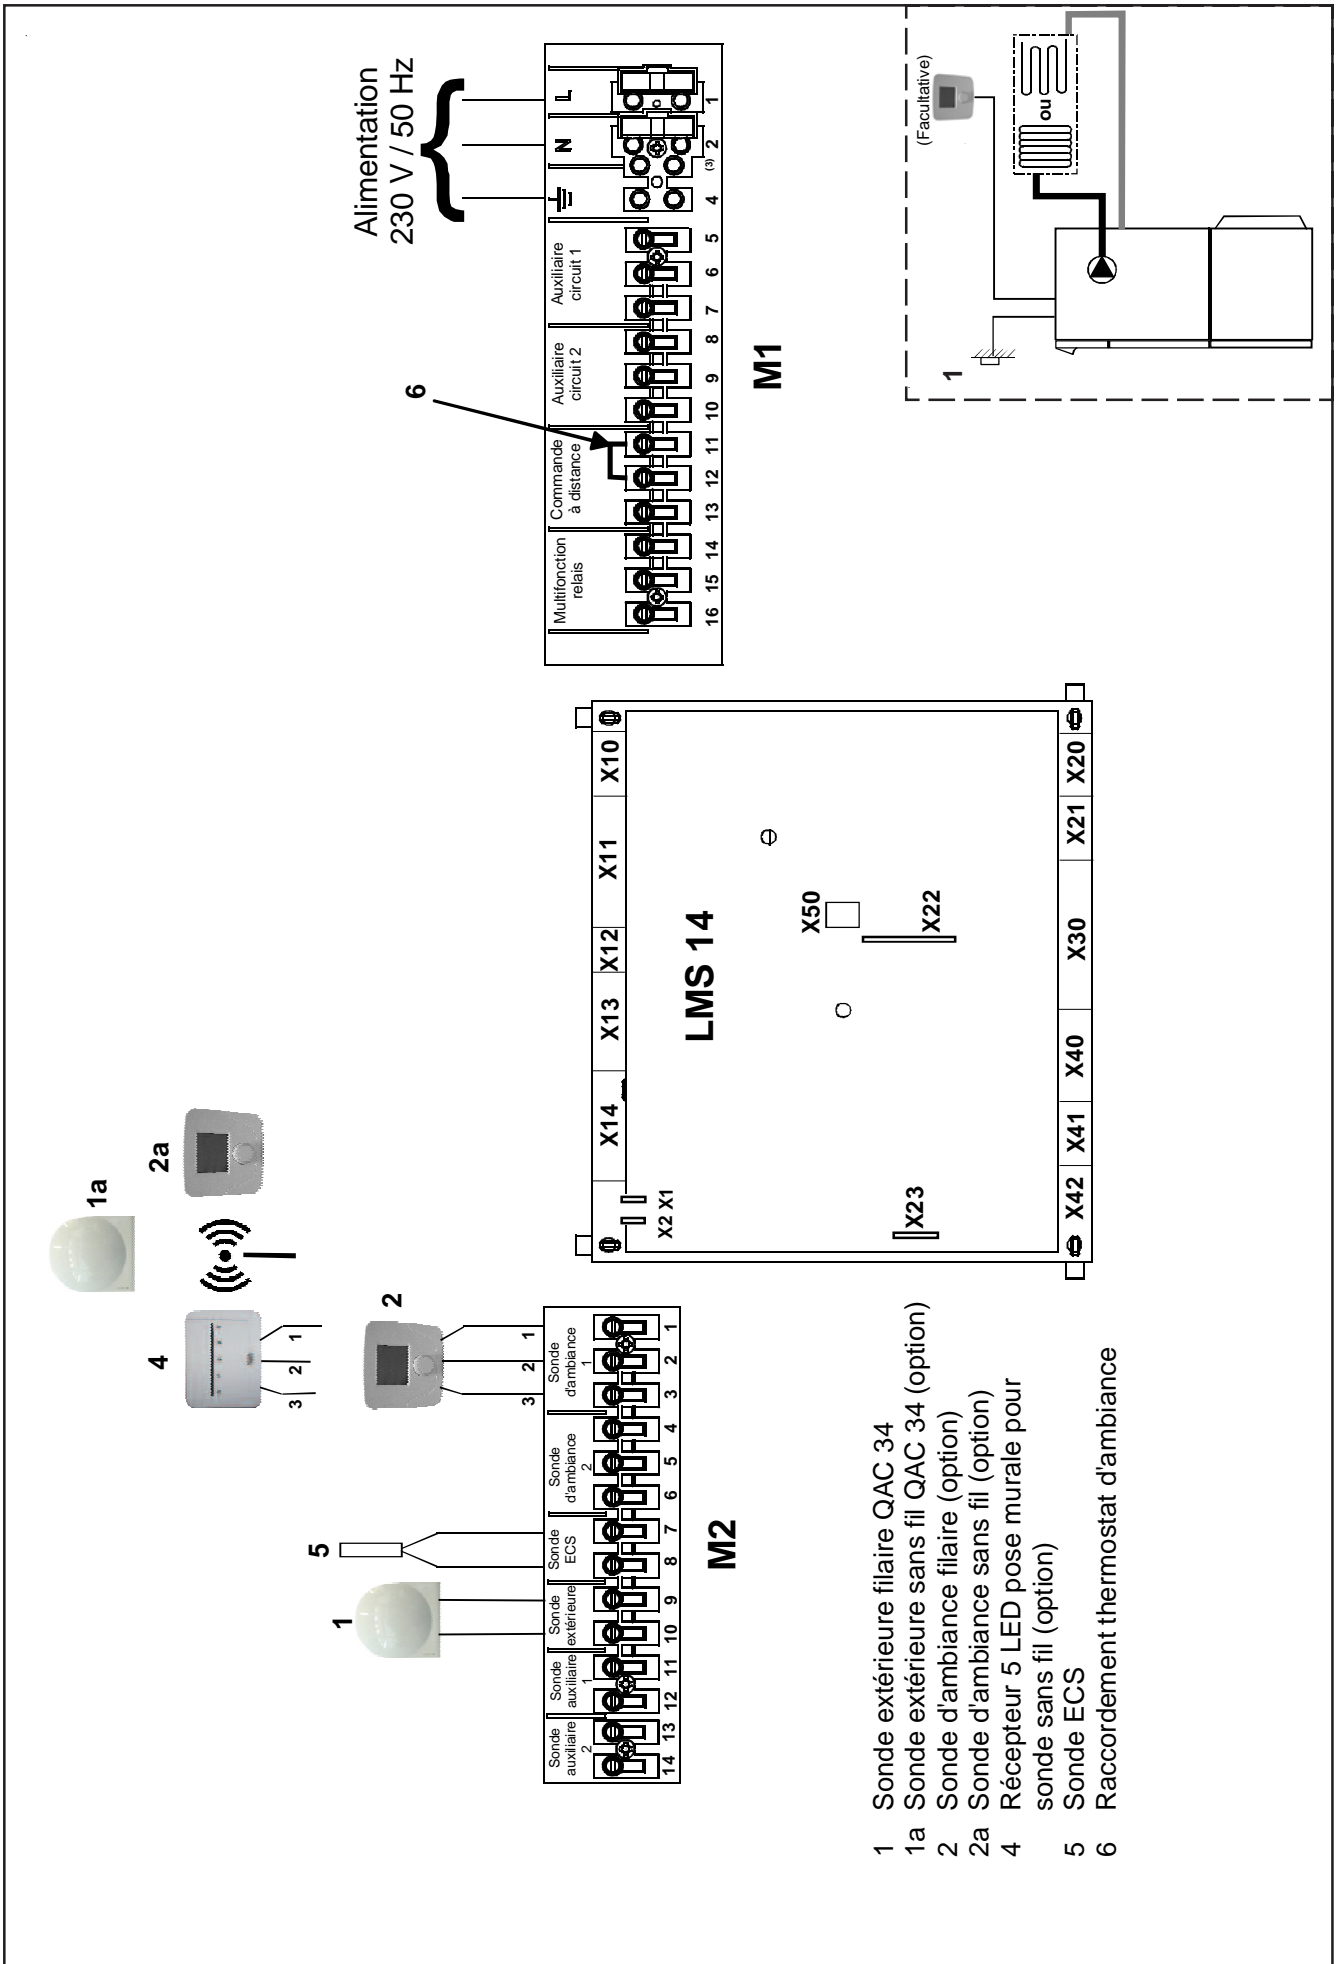 1a
2a
4
3 2 1
2
5
1
3 2 1
Sonde
auxiliaire
2
Sonde
auxiliaire
1
Sonde
extérieure
Sonde
ECS
Sonde
d'ambiance
2
Sonde
d'ambiance
1
14 13 12 11 10 9 8 7 6 5 4 3 2 1
M2
X14 X13 X12 X11 X10
X2 X1
LMS 14
X50
X22
X23
X42 X41 X40 X30 X21 X20
Alimentation
230 V / 50 Hz
6
Multifonction
relais
Commande
à distance
Auxiliaire
circuit 2
Auxiliaire
circuit 1
N L
16 15 14 13 12 11 10 9 8 7 6 5 4 (3) 2 1
M1
1 Sonde extérieure filaire QAC 34
1a Sonde extérieure sans fil QAC 34 (option)
2 Sonde d'ambiance filaire (option)
2a Sonde d'ambiance sans fil (option)
4 Récepteur 5 LED pose murale pour
sonde sans fil (option)
5 Sonde ECS
6 Raccordement thermostat d'ambiance
(Facultative)
1
ou